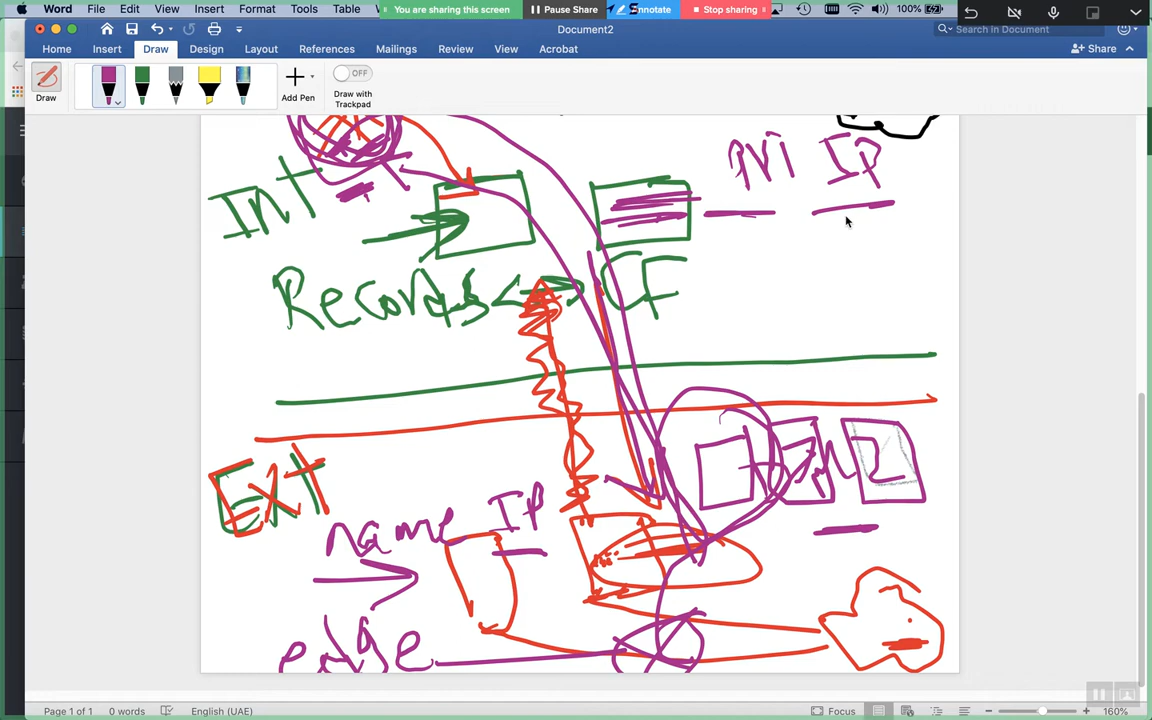 Word File Edit View Insert Format Tools Table You are sharing this screen Pause Share Annotate Stop sharing 100%
Document2 Search in Document
Home Insert Draw Design Layout References Mailings Review View Acrobat Share
OFF
Draw Add Pen Draw with
Trackpad
IP
Int
Records CF
Ext
name IP
edge
Page 1 of 1 0 words English (UAE) Focus 160%